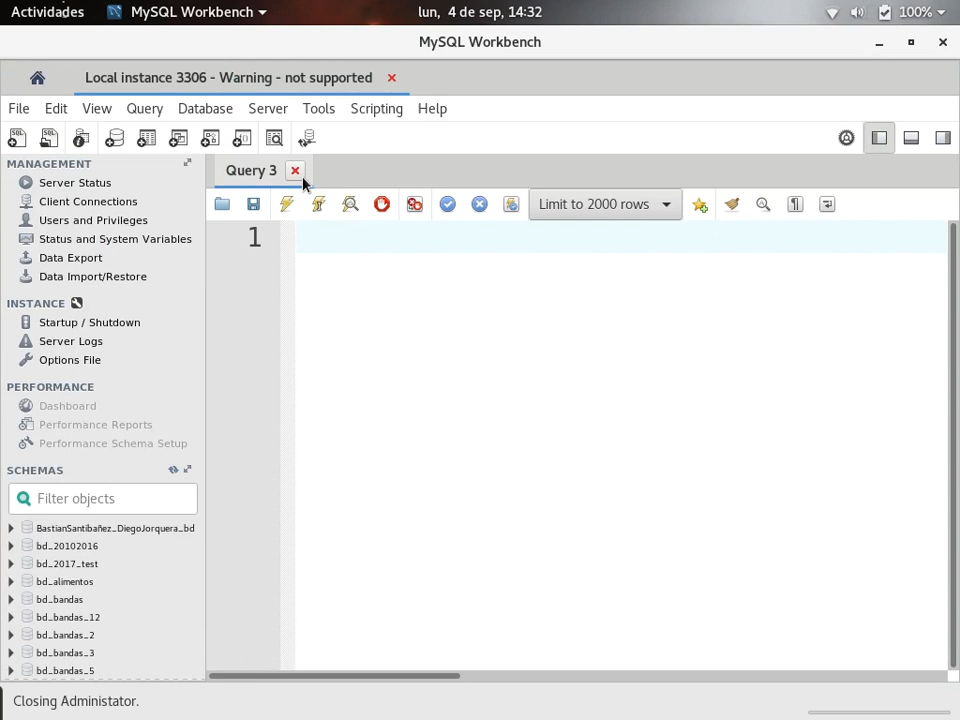 Actividades MySQL Workbench lun, 4 de sep, 14:32 100%
MySQL Workbench
Local instance 3306 - Warning - not supported
File Edit View Query Database Server Tools Scripting Help
MANAGEMENT
Server Status
Client Connections
Users and Privileges
Status and System Variables
Data Export
Data Import/Restore
INSTANCE
Startup / Shutdown
Server Logs
Options File
PERFORMANCE
Dashboard
Performance Reports
Performance Schema Setup
SCHEMAS
Filter objects
BastianSantibañez_DiegoJorquera_bd
bd_20102016
bd_2017_test
bd_alimentos
bd_bandas
bd_bandas_12
bd_bandas_2
bd_bandas_3
bd_bandas_5
Query 3
Limit to 2000 rows
1
Closing Administator.